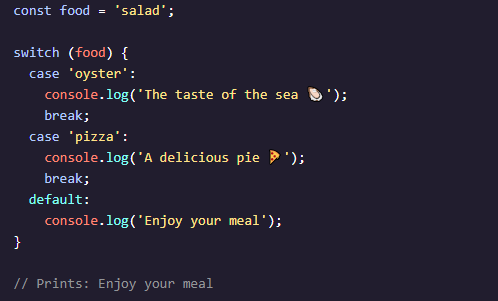 const food = 'salad';

switch (food) {
  case 'oyster':
    console.log('The taste of the sea 🦪');
    break;
  case 'pizza':
    console.log('A delicious pie 🍕');
    break;
  default:
    console.log('Enjoy your meal');
}

// Prints: Enjoy your meal